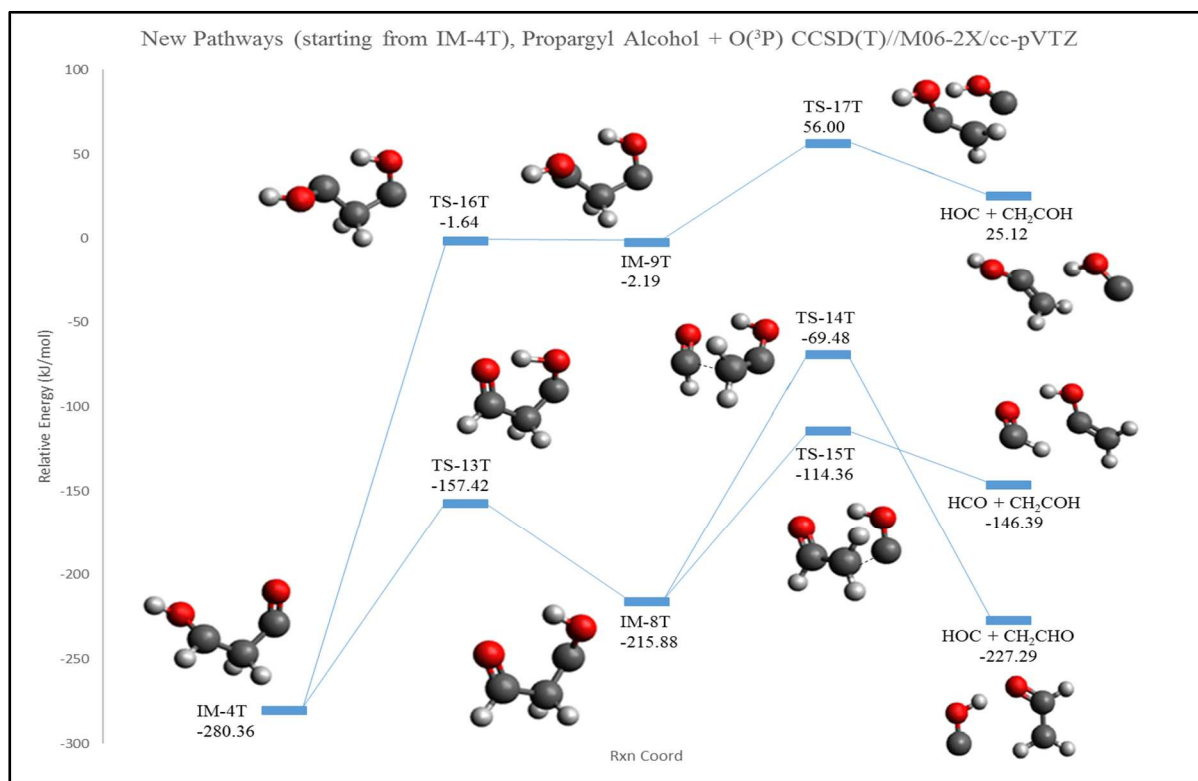 New Pathways (starting from IM-4T), Propargyl Alcohol + O(³P) CCSD(T)//M06-2X/cc-pVTZ
100
50
0
-50
-100
-150
-200
-250
-300
Relative Energy (kJ/mol)
Rxn Coord
TS-17T
56.00
HOC + CH₂COH
25.12
TS-16T
-1.64
IM-9T
-2.19
TS-14T
-69.48
TS-15T
-114.36
HCO + CH₂COH
-146.39
TS-13T
-157.42
IM-8T
-215.88
HOC + CH₂CHO
-227.29
IM-4T
-280.36